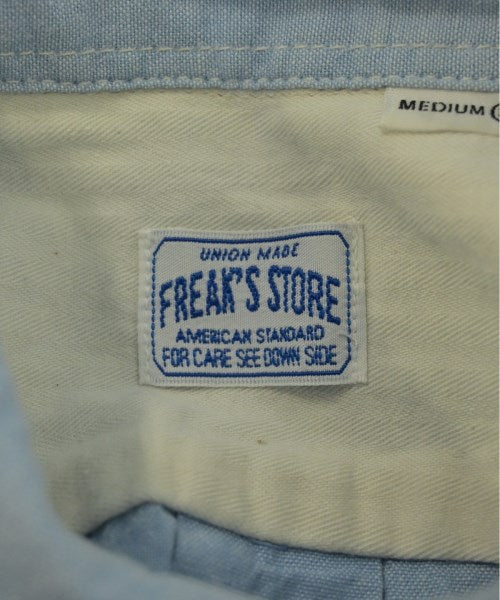 MEDIUM
UNION MADE
FREAK'S STORE
AMERICAN STANDARD
FOR CARE SEE DOWN SIDE